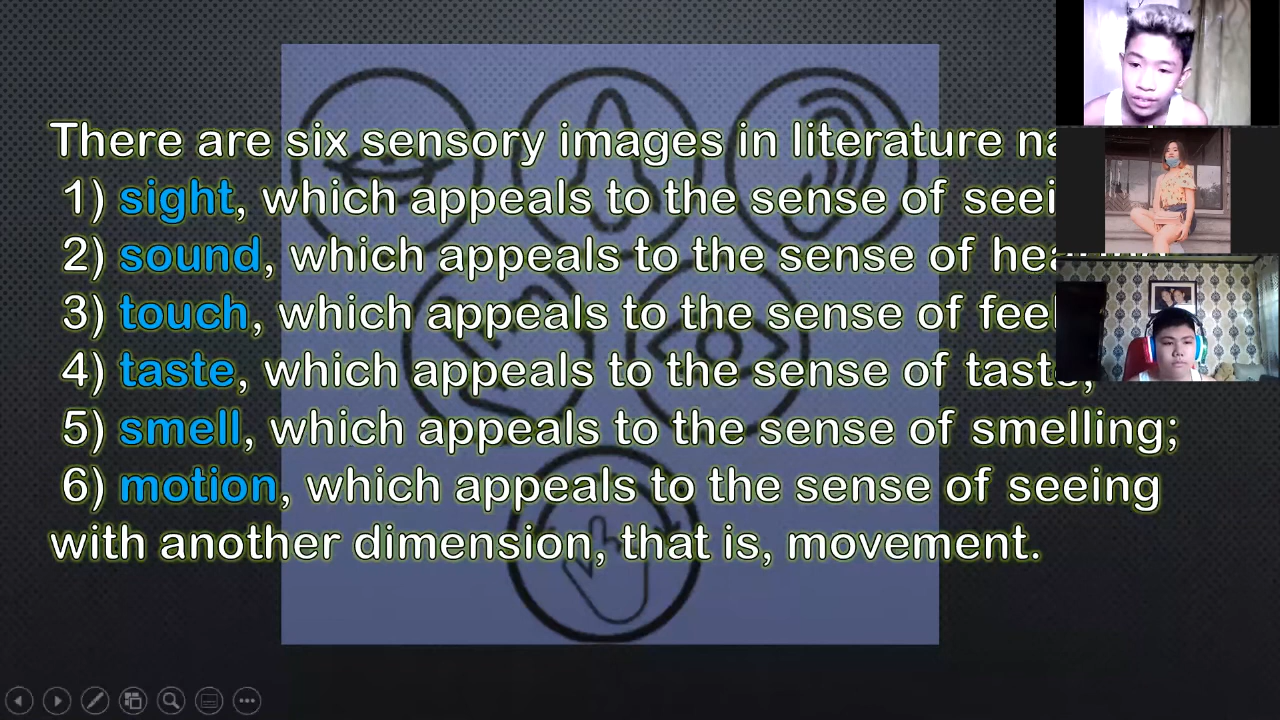 There are six sensory images in literature
1) sight, which appeals to the sense of
2) sound, which appeals to the sense of
3) touch, which appeals to the sense of
4) taste, which appeals to the sense of taste;
5) smell, which appeals to the sense of smelling;
6) motion, which appeals to the sense of seeing
with another dimension, that is, movement.